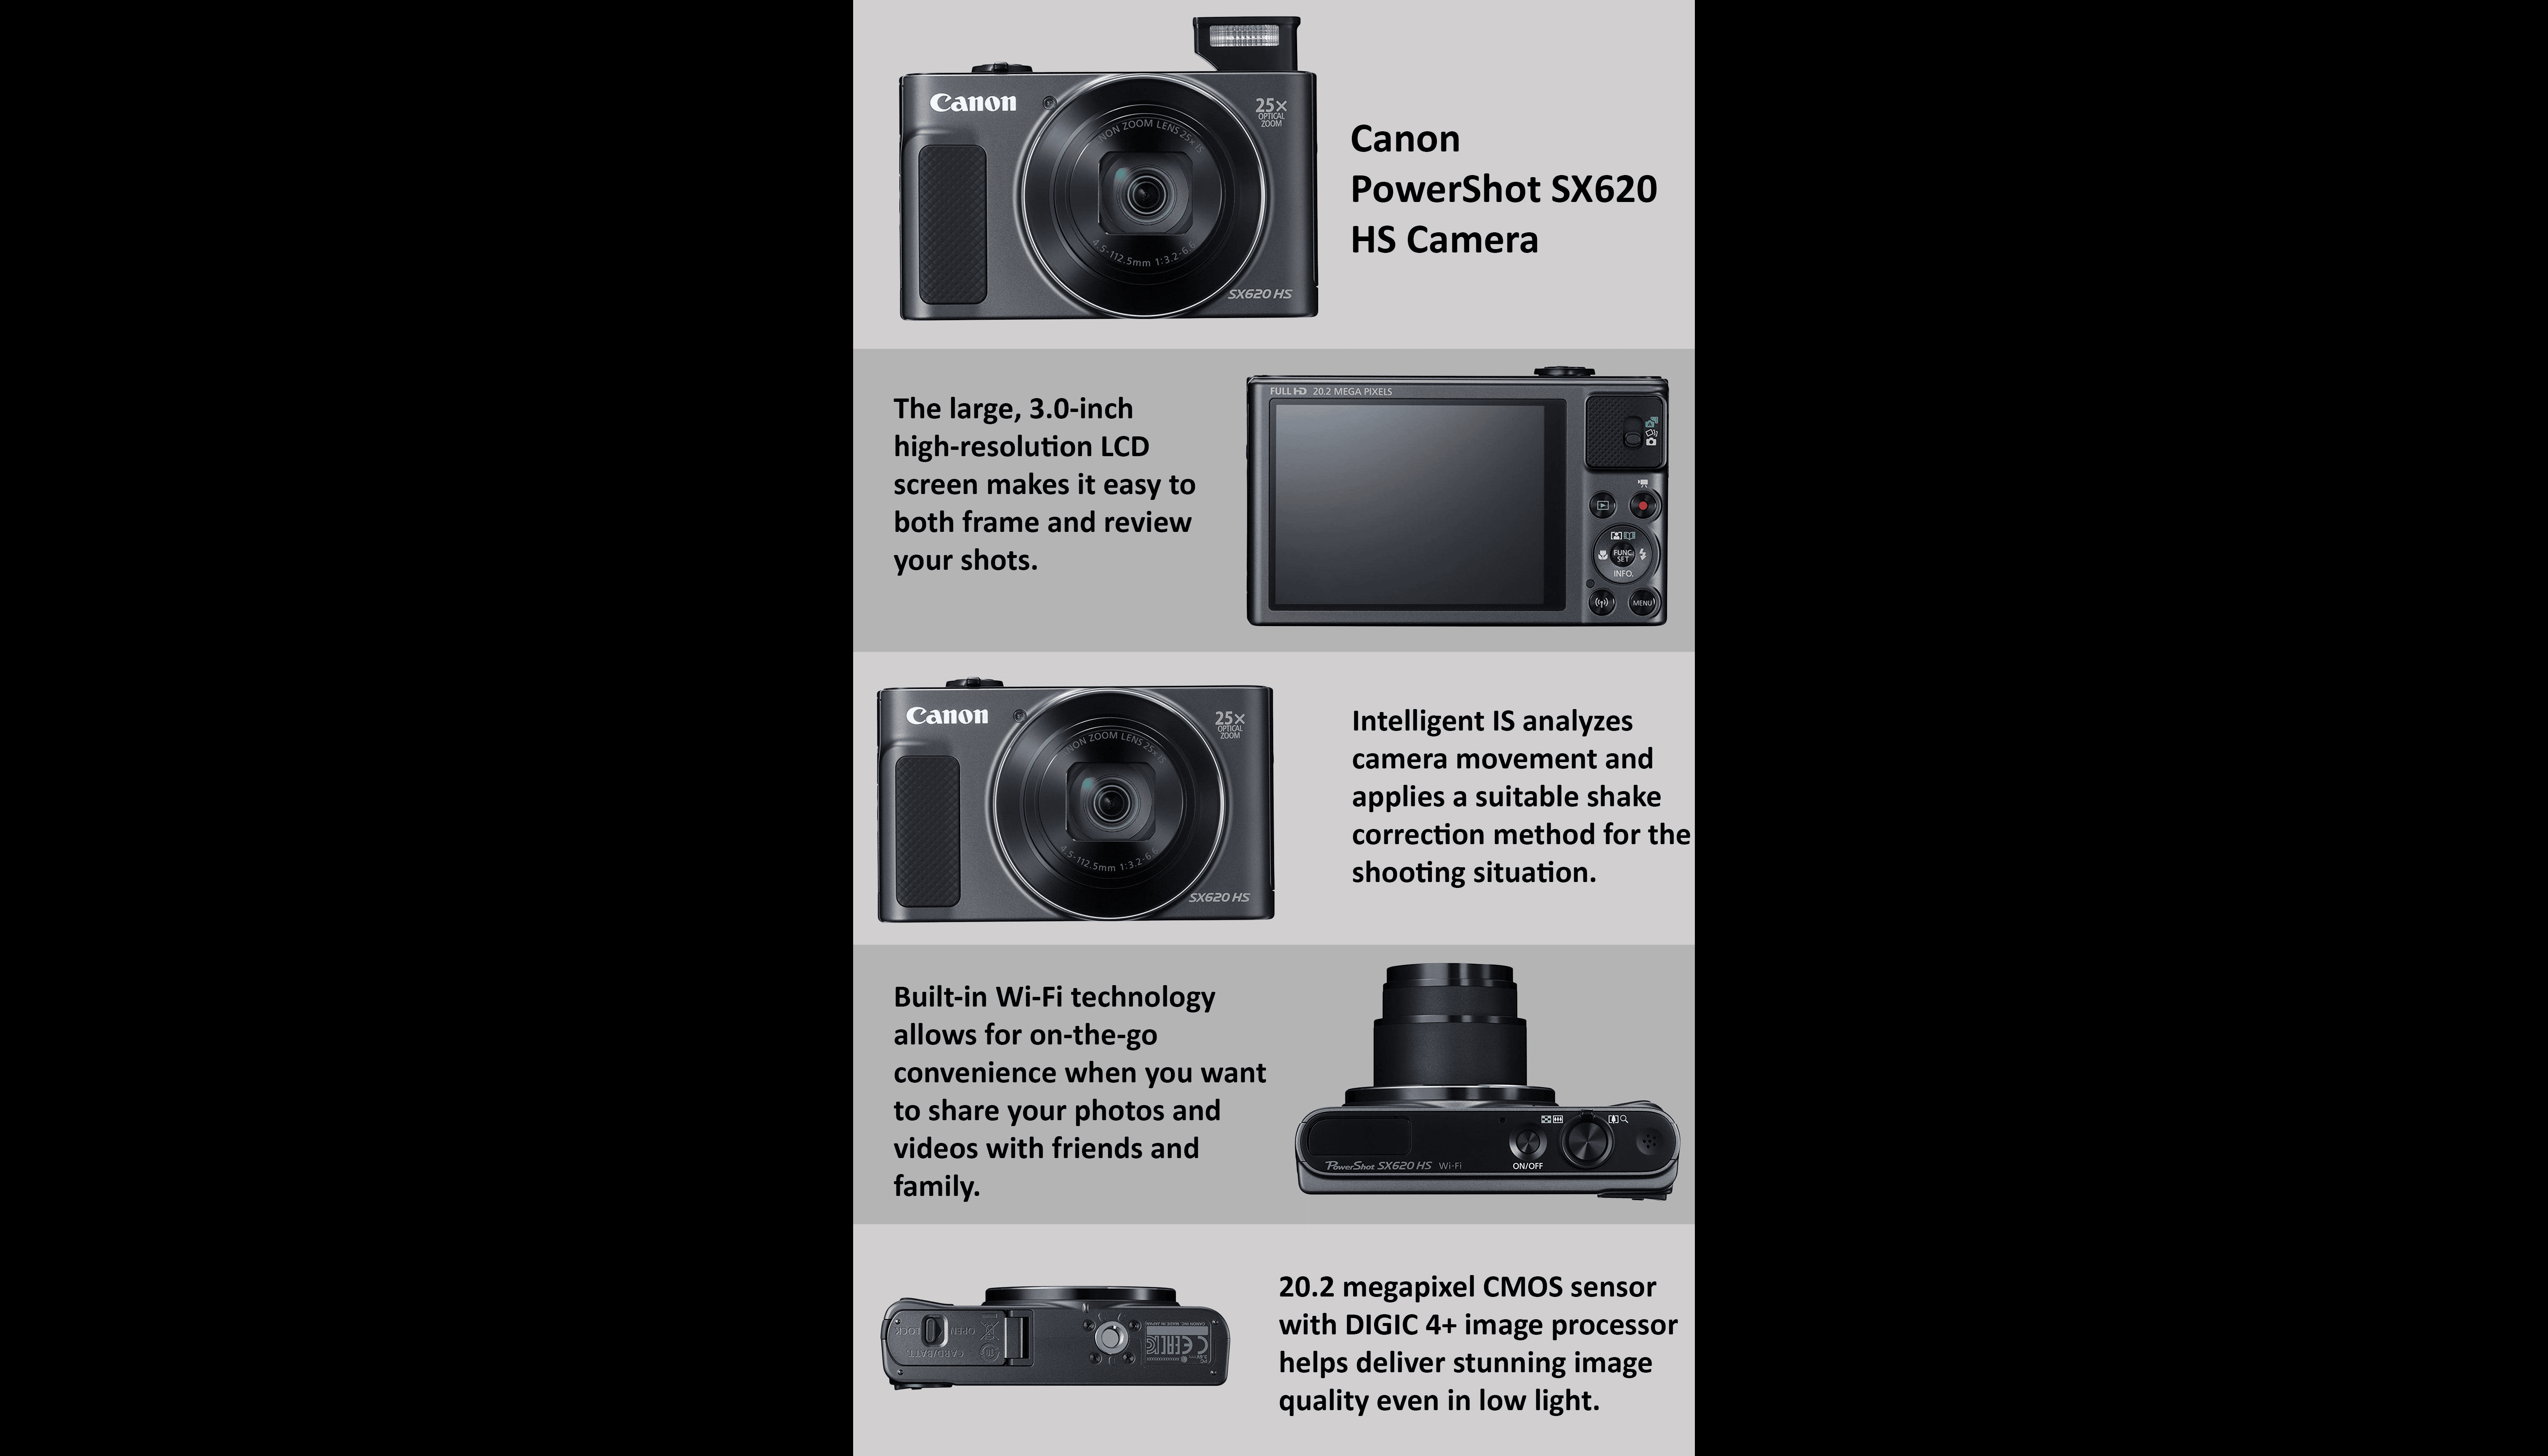 Canon
25×
OPTICAL
ZOOM
NON ZOOM LENS 25× IS
4.5-112.5mm 1:3.2-6.6
SX620 HS
Canon
PowerShot SX620
HS Camera
The large, 3.0-inch
high-resolution LCD
screen makes it easy to
both frame and review
your shots.
FULL HD 20.2 MEGA PIXELS
FUNC.
SET
INFO.
MENU
Canon
25×
OPTICAL
ZOOM
NON ZOOM LENS 25× IS
4.5-112.5mm 1:3.2-6.6
SX620 HS
Intelligent IS analyzes
camera movement and
applies a suitable shake
correction method for the
shooting situation.
Built-in Wi-Fi technology
allows for on-the-go
convenience when you want
to share your photos and
videos with friends and
family.
PowerShot SX620 HS Wi-Fi
ON/OFF
LOCK OPEN
CARD/BATT.
CANON INC. MADE IN JAPAN
20.2 megapixel CMOS sensor
with DIGIC 4+ image processor
helps deliver stunning image
quality even in low light.